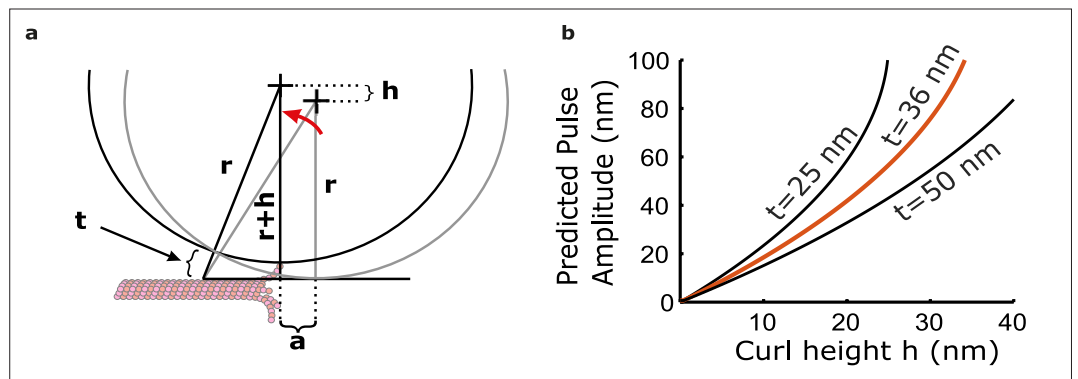 a
h
r
r
r+h
t
a
b
Predicted Pulse
Amplitude (nm)
100
80
60
40
20
0
t=25 nm
t=36 nm
t=50 nm
10 20 30 40
Curl height h (nm)